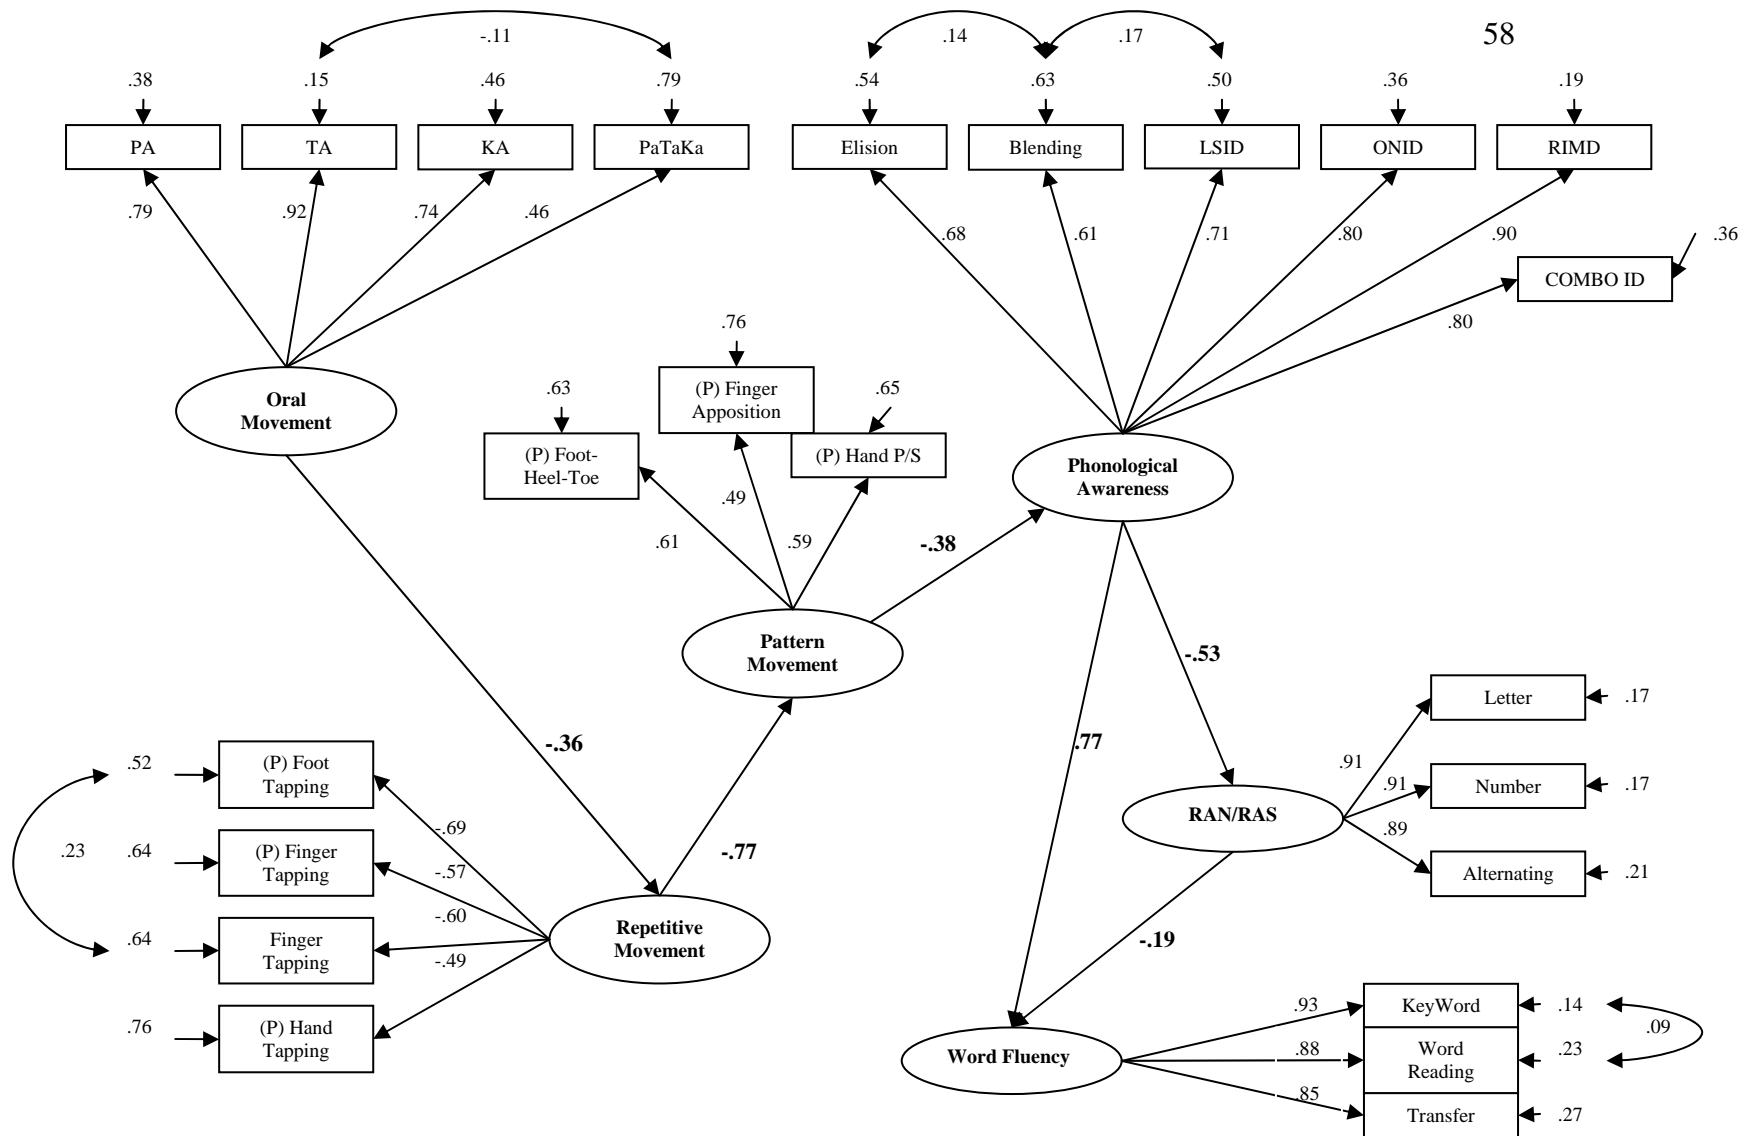 58
-.11
.14
.17
.38
.15
.46
.79
.54
.63
.50
.36
.19
PA
TA
KA
PaTaKa
Elision
Blending
LSID
ONID
RIMD
.79
.92
.74
.46
.68
.61
.71
.80
.90
.36
COMBO ID
.80
.76
Oral
Movement
.63
(P) Finger
Apposition
.65
(P) Foot-
Heel-Toe
(P) Hand P/S
Phonological
Awareness
.49
.61
.59
-.38
Pattern
Movement
-.53
Letter
.17
-.36
.77
.52
(P) Foot
Tapping
.91
.91
Number
.17
RAN/RAS
-.69
.89
.23
.64
(P) Finger
Tapping
-.57
-.77
Alternating
.21
-.60
.64
Finger
Tapping
-.49
Repetitive
Movement
-.19
.76
(P) Hand
Tapping
.93
KeyWord
.14
.09
Word Fluency
.88
Word
Reading
.23
.85
Transfer
.27